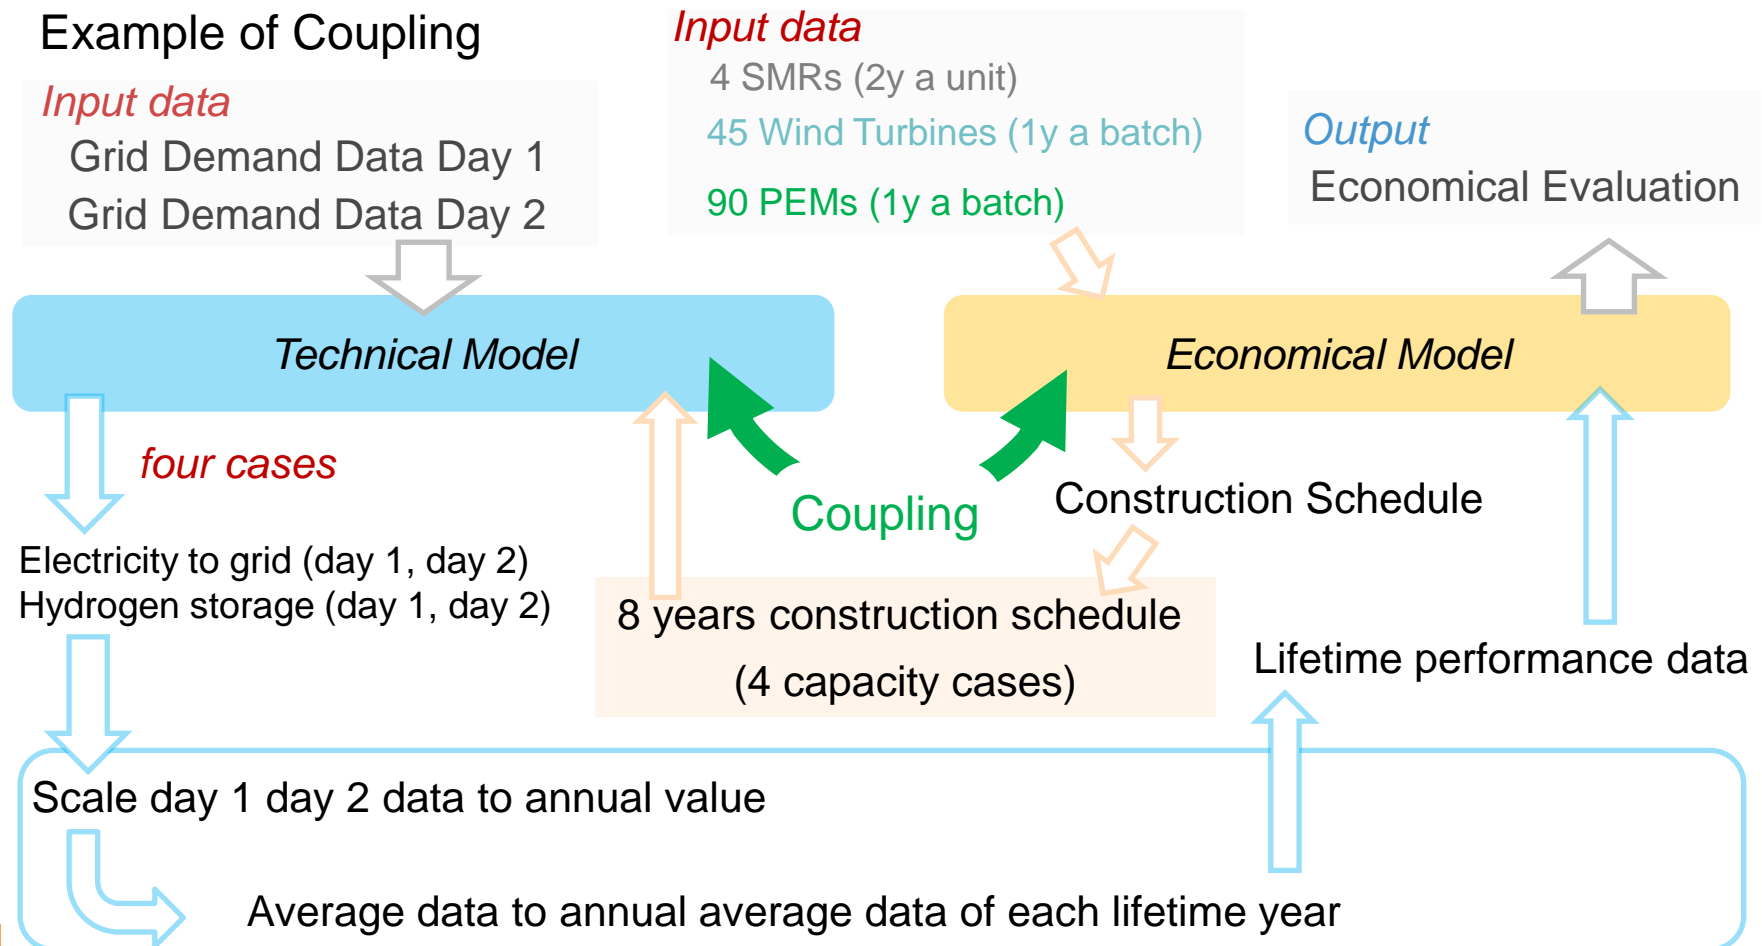 Example of Coupling
Input data
Grid Demand Data Day 1
Grid Demand Data Day 2
Input data
4 SMRs (2y a unit)
45 Wind Turbines (1y a batch)
90 PEMs (1y a batch)
Output
Economical Evaluation
Technical Model
Economical Model
four cases
Coupling
Construction Schedule
Electricity to grid (day 1, day 2)
Hydrogen storage (day 1, day 2)
8 years construction schedule
(4 capacity cases)
Lifetime performance data
Scale day 1 day 2 data to annual value
Average data to annual average data of each lifetime year